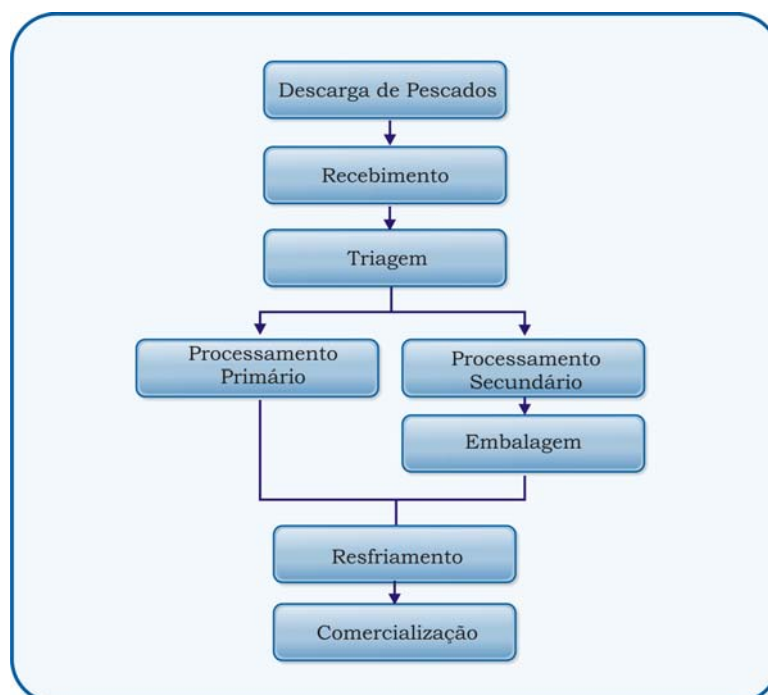 Descarga de Pescados
Recebimento
Triagem
Processamento
Primário
Processamento
Secundário
Embalagem
Resfriamento
Comercialização